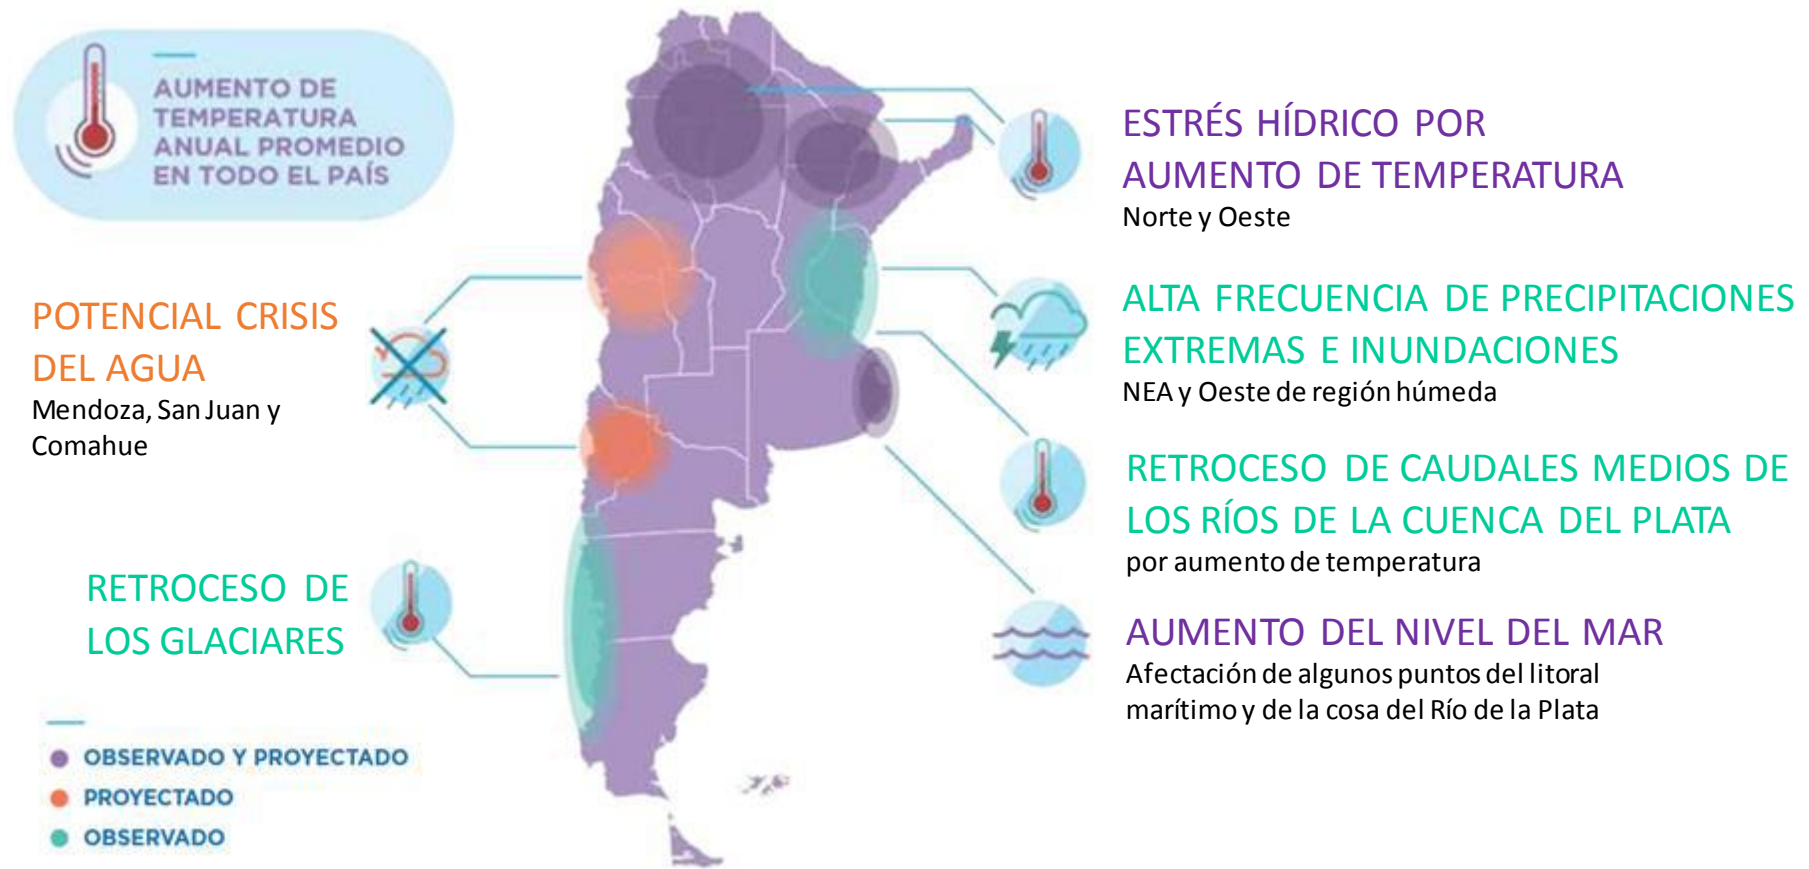 AUMENTO DE
TEMPERATURA
ANUAL PROMEDIO
EN TODO EL PAÍS
POTENCIAL CRISIS
DEL AGUA
Mendoza, San Juan y
Comahue
RETROCESO DE
LOS GLACIARES
OBSERVADO Y PROYECTADO
PROYECTADO
OBSERVADO
ESTRÉS HÍDRICO POR
AUMENTO DE TEMPERATURA
Norte y Oeste
ALTA FRECUENCIA DE PRECIPITACIONES
EXTREMAS E INUNDACIONES
NEA y Oeste de región húmeda
RETROCESO DE CAUDALES MEDIOS DE
LOS RÍOS DE LA CUENCA DEL PLATA
por aumento de temperatura
AUMENTO DEL NIVEL DEL MAR
Afectación de algunos puntos del litoral
marítimo y de la cosa del Río de la Plata